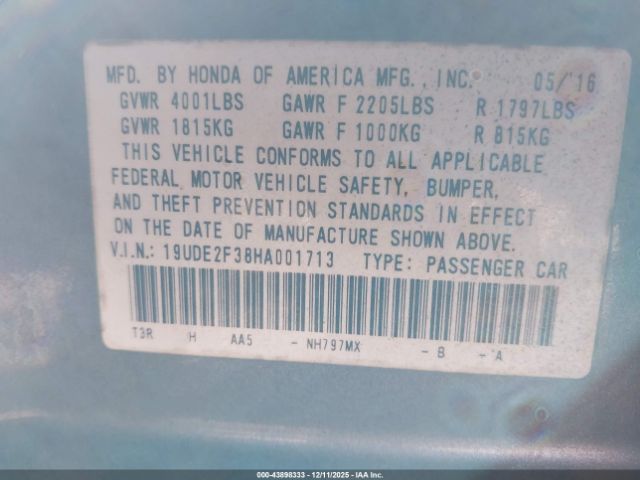 MFD. BY HONDA OF AMERICA MFG., INC. 05/'16
GVWR 4001LBS GAWR F 2205LBS R 1797LBS
GVWR 1815KG GAWR F 1000KG R 815KG
THIS VEHICLE CONFORMS TO ALL APPLICABLE
FEDERAL MOTOR VEHICLE SAFETY, BUMPER,
AND THEFT PREVENTION STANDARDS IN EFFECT
ON THE DATE OF MANUFACTURE SHOWN ABOVE.
V.I.N.: 19UDE2F38HA001713 TYPE: PASSENGER CAR
T3R H AA5 - NH797MX - B - A
000-43898333 - 12/11/2025 - IAA Inc.